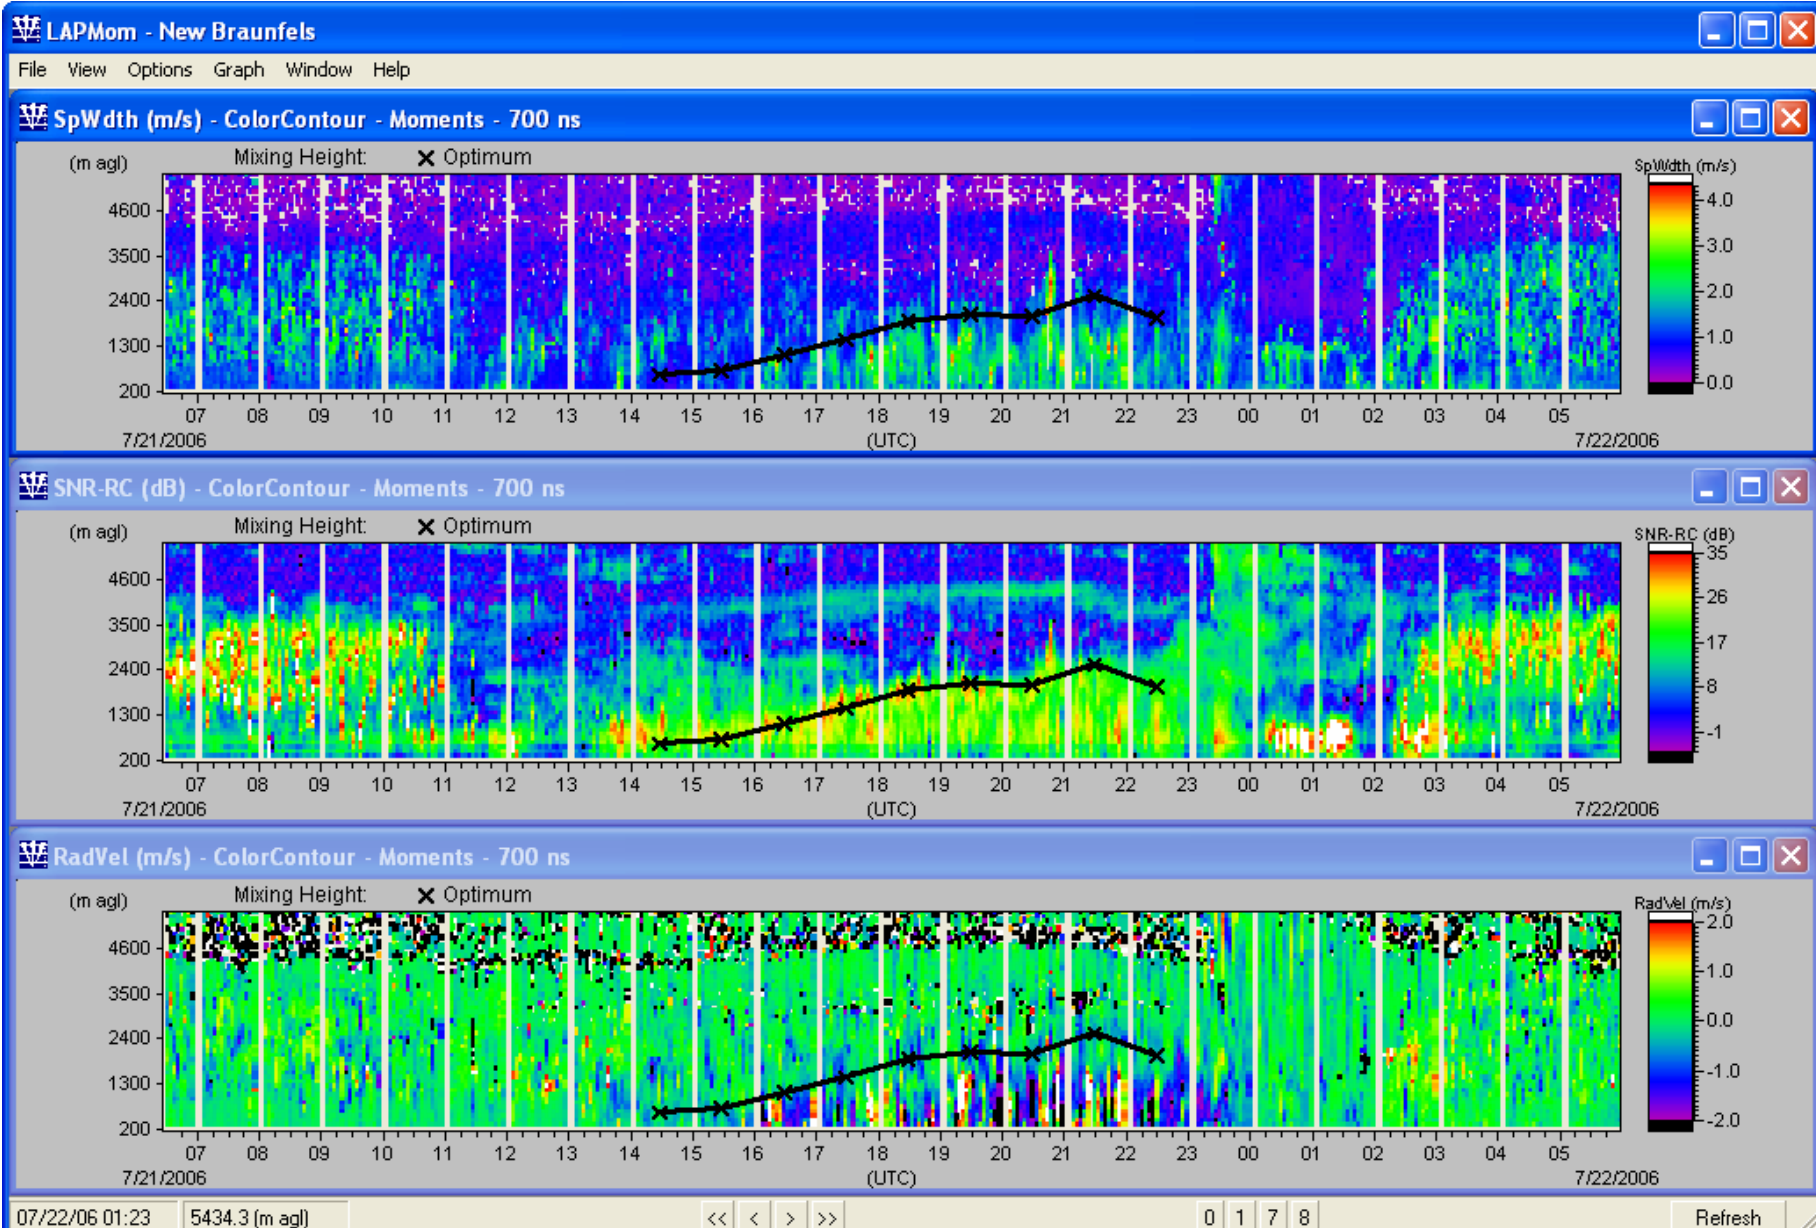 LAPMom - New Braunfels
File View Options Graph Window Help
SpWdth (m/s) - ColorContour - Moments - 700 ns
(m agl) Mixing Height: Optimum SpWdth (m/s)
4600
3500
2400
1300
200
4.0
3.0
2.0
1.0
0.0
07 08 09 10 11 12 13 14 15 16 17 18 19 20 21 22 23 00 01 02 03 04 05
7/21/2006 (UTC) 7/22/2006
SNR-RC (dB) - ColorContour - Moments - 700 ns
(m agl) Mixing Height: Optimum SNR-RC (dB)
4600
3500
2400
1300
200
35
26
17
8
-1
07 08 09 10 11 12 13 14 15 16 17 18 19 20 21 22 23 00 01 02 03 04 05
7/21/2006 (UTC) 7/22/2006
RadVel (m/s) - ColorContour - Moments - 700 ns
(m agl) Mixing Height: Optimum RadVel (m/s)
4600
3500
2400
1300
200
2.0
1.0
0.0
-1.0
-2.0
07 08 09 10 11 12 13 14 15 16 17 18 19 20 21 22 23 00 01 02 03 04 05
7/21/2006 (UTC) 7/22/2006
07/22/06 01:23 5434.3 (m agl) << < > >> 0 1 7 8 Refresh